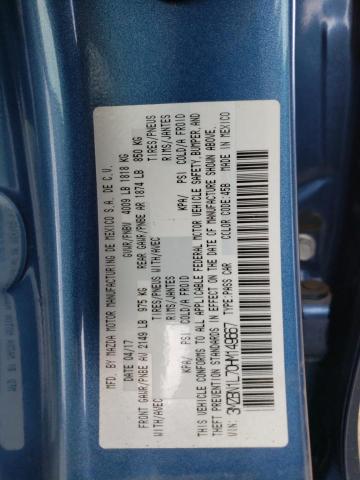 MFD. BY MAZDA MOTOR MANUFACTURING DE MEXICO S.A. DE C.V.
DATE 04/17 GVWR/PNBV 4009 LB 1818 KG
FRONT GAWR/PNBE AV 2149 LB 975 KG REAR GAWR/PNBE AR 1874 LB 850 KG
TIRES/PNEUS TIRES/PNEUS
WITH/AVEC RIMS/JANTES WITH/AVEC RIMS/JANTES
KPA/ PSI COLD/A FROID KPA/ PSI COLD/A FROID
THIS VEHICLE CONFORMS TO ALL APPLICABLE FEDERAL MOTOR VEHICLE SAFETY,BUMPER,AND
THEFT PREVENTION STANDARDS IN EFFECT ON THE DATE OF MANUFACTURE SHOWN ABOVE.
3MZBN1L70HM149667 TYPE:PASS CAR COLOR CODE:45B MADE IN MEXICO